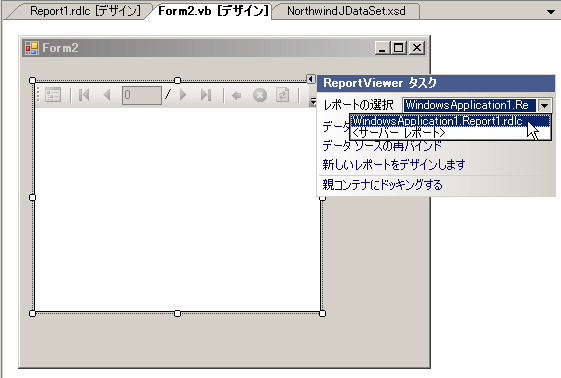 Report1.rdlc [デザイン] Form2.vb [デザイン] NorthwindJDataSet.xsd
Form2
0 /
ReportViewer タスク
レポートの選択 WindowsApplication1.Re
WindowsApplication1.Report1.rdlc
<サーバー レポート>
データ
データ ソースの再バインド
新しいレポートをデザインします
親コンテナにドッキングする